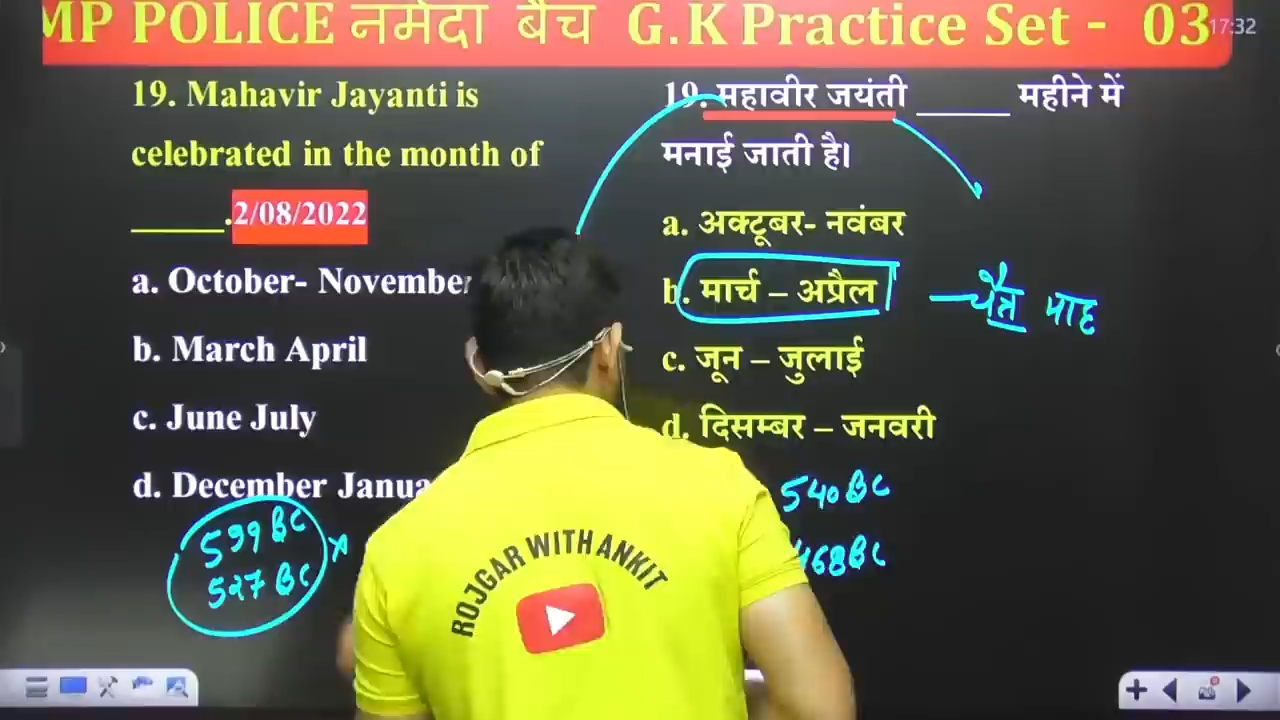 MP POLICE नर्मदा बैच G.K Practice Set - 03
17:32
19. Mahavir Jayanti is
celebrated in the month of
_____.2/08/2022
a. October- November
b. March April
c. June July
d. December Janua
599 BC
527 BC
19. महावीर जयंती _____ महीने में
मनाई जाती है।
a. अक्टूबर- नवंबर
b. मार्च – अप्रैल
c. जून – जुलाई
d. दिसम्बर – जनवरी
चैत्र माह
540 BC
468 BC
ROJGAR WITH ANKIT